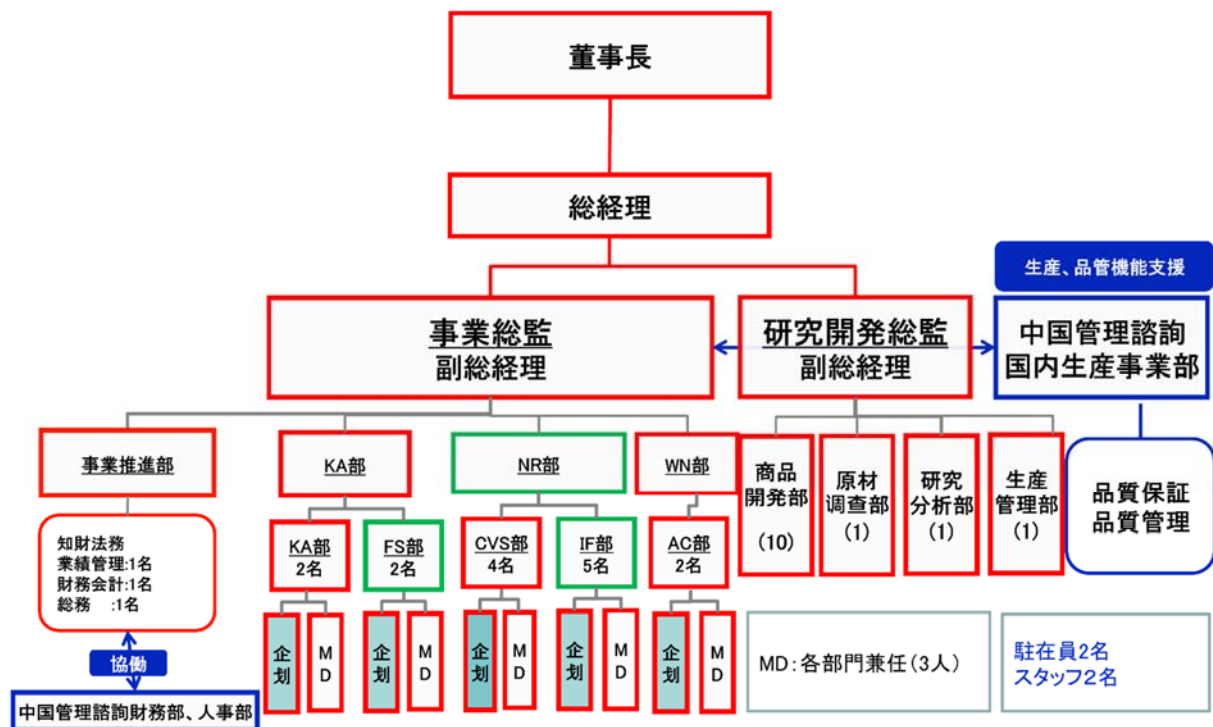 董事長
総経理
生産、品管機能支援
事業総監
副総経理
研究開発総監
副総経理
中国管理諮詢
国内生産事業部
事業推進部
KA部
NR部
WN部
商品
開発部
(10)
原材
调査部
(1)
研究
分析部
(1)
生産
管理部
(1)
品質保証
品質管理
知財法務
業績管理:1名
財務会計:1名
総務 :1名
KA部
2名
FS部
2名
CVS部
4名
IF部
5名
AC部
2名
協働
企划
MD
企划
MD
企划
MD
企划
MD
企划
MD
MD:各部門兼任(3人)
駐在員2名
スタッフ2名
中国管理諮詢財務部、人事部